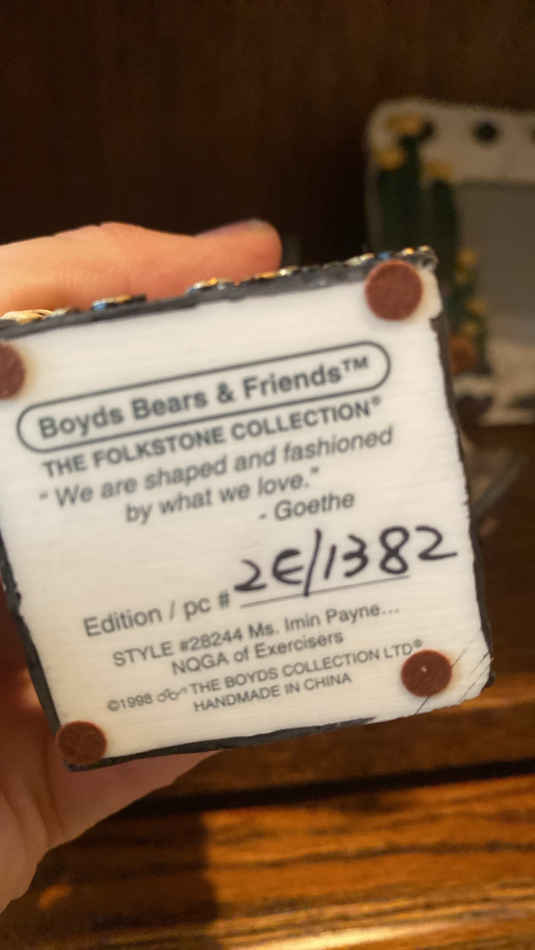 Boyds Bears & Friends™
THE FOLKSTONE COLLECTION®
"We are shaped and fashioned
by what we love."
- Goethe
Edition / pc # 2E/1382
STYLE #28244 Ms. Imin Payne...
NQGA of Exercisers
©1998 THE BOYDS COLLECTION LTD®
HANDMADE IN CHINA